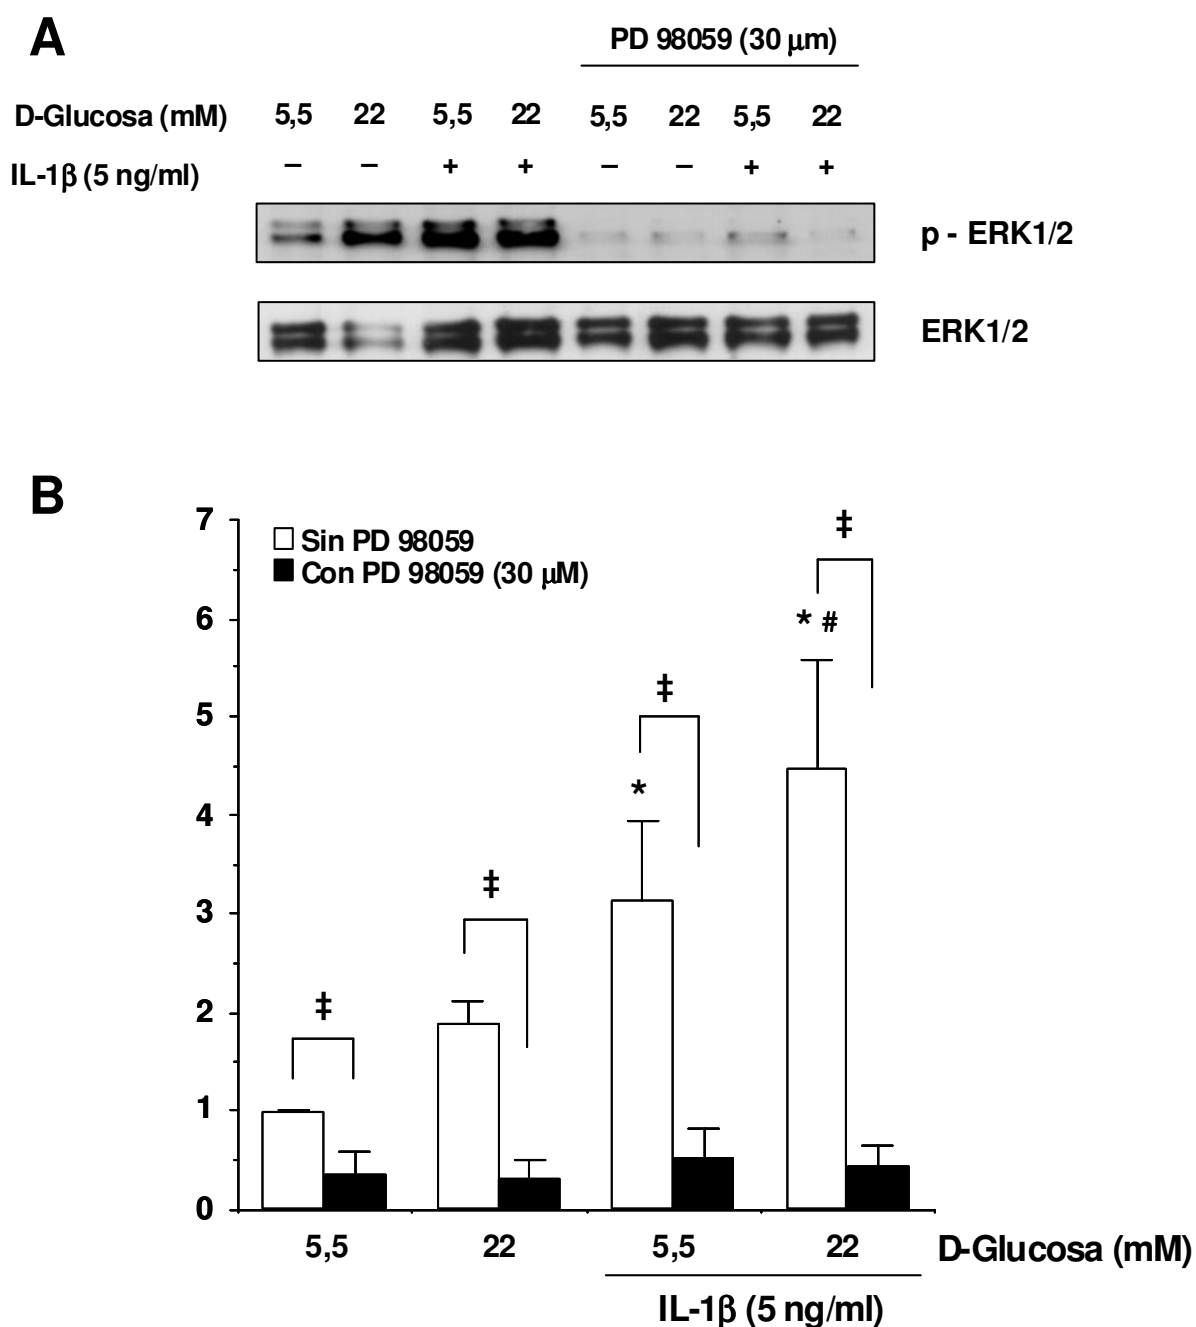 A
PD 98059 (30 μm)
D-Glucosa (mM) 5,5 22 5,5 22 5,5 22 5,5 22
IL-1β (5 ng/ml) – – + + – – + +
p - ERK1/2
ERK1/2
B
7
6
5
4
3
2
1
0
Sin PD 98059
Con PD 98059 (30 μM)
‡
* #
‡
*
‡
‡
5,5 22 5,5 22 D-Glucosa (mM)
IL-1β (5 ng/ml)